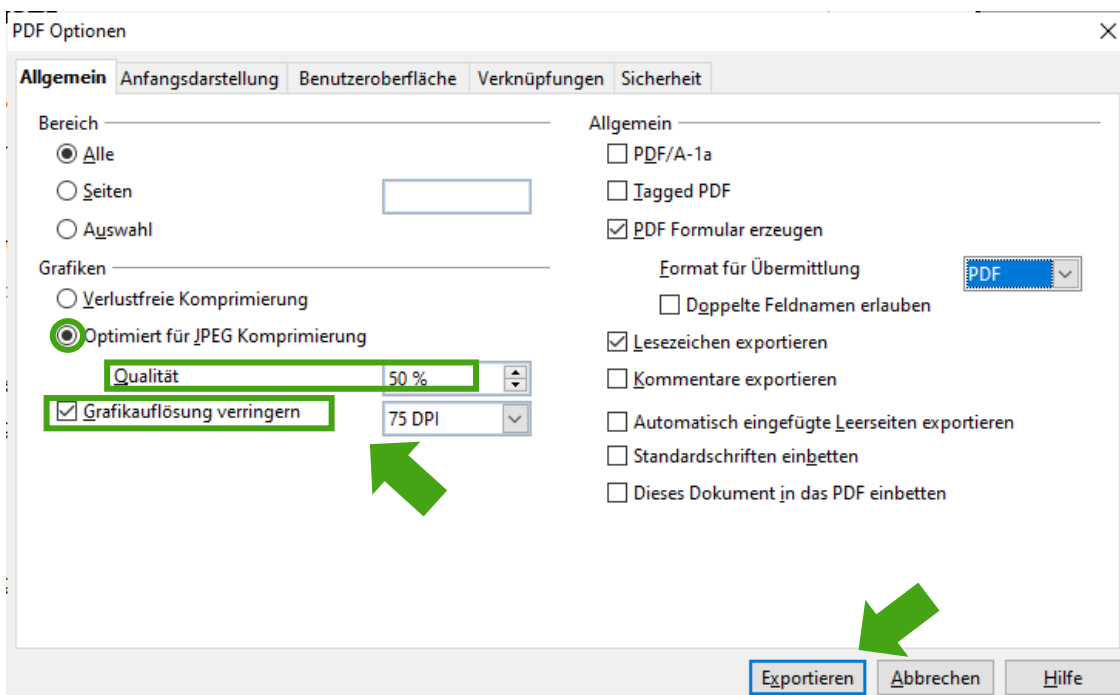 PDF Optionen
Allgemein Anfangsdarstellung Benutzeroberfläche Verknüpfungen Sicherheit
Bereich
Alle
Seiten
Auswahl
Grafiken
Verlustfreie Komprimierung
Optimiert für JPEG Komprimierung
Qualität 50 %
Grafikauflösung verringern 75 DPI
Allgemein
PDF/A-1a
Tagged PDF
PDF Formular erzeugen
Format für Übermittlung PDF
Doppelte Feldnamen erlauben
Lesezeichen exportieren
Kommentare exportieren
Automatisch eingefügte Leerseiten exportieren
Standardschriften einbetten
Dieses Dokument in das PDF einbetten
Exportieren Abbrechen Hilfe